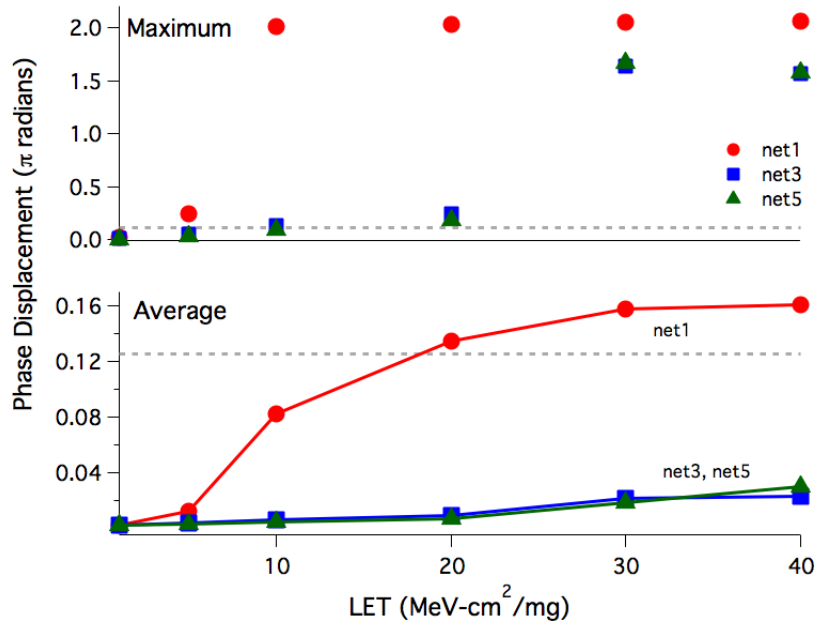 Maximum
2.0
1.5
1.0
0.5
0.0
net1
net3
net5
Phase Displacement (π radians)
Average
0.16
0.12
0.08
0.04
net1
net3, net5
10
20
30
40
LET (MeV-cm²/mg)